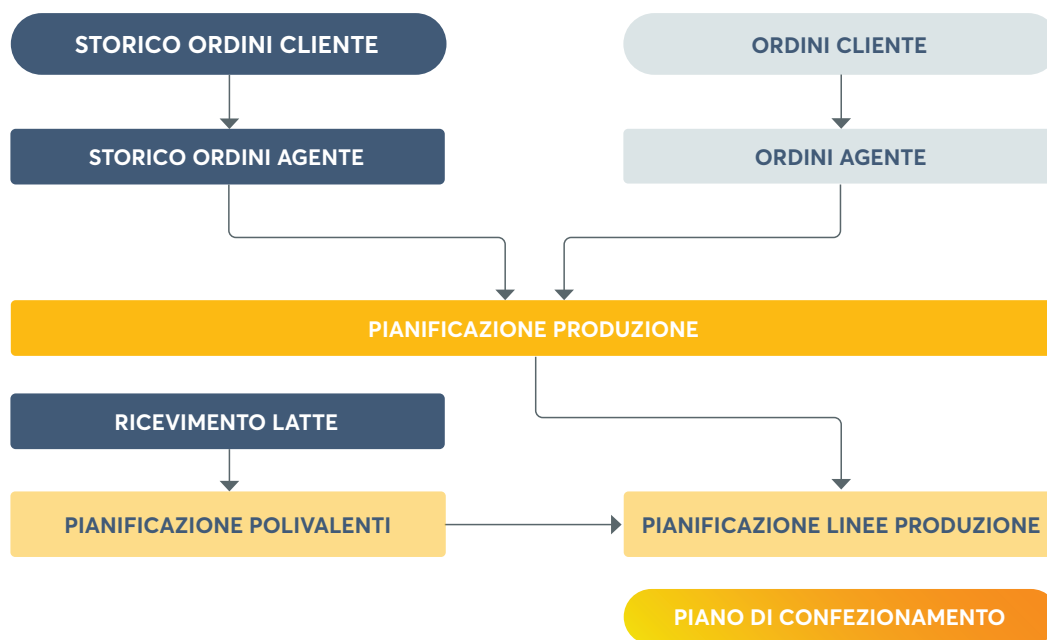 STORICO ORDINI CLIENTE
ORDINI CLIENTE
STORICO ORDINI AGENTE
ORDINI AGENTE
PIANIFICAZIONE PRODUZIONE
RICEVIMENTO LATTE
PIANIFICAZIONE POLIVALENTI
PIANIFICAZIONE LINEE PRODUZIONE
PIANO DI CONFEZIONAMENTO